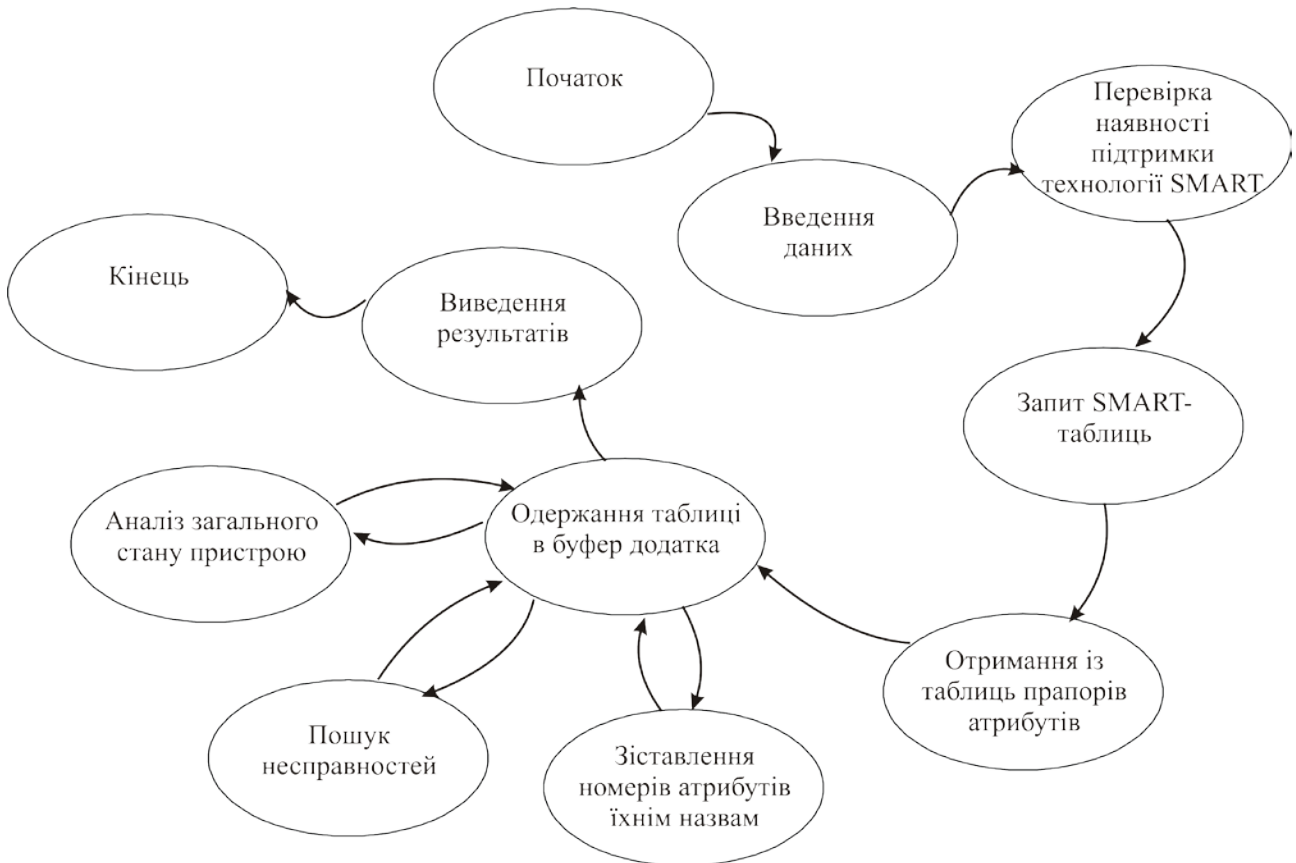 Початок
Перевірка
наявності
підтримки
технології SMART
Введення
даних
Кінець
Виведення
результатів
Запит SMART-
таблиць
Аналіз загального
стану пристрою
Одержання таблиці
в буфер додатка
Отримання із
таблиць прапорів
атрибутів
Пошук
несправностей
Зіставлення
номерів атрибутів
їхнім назвам